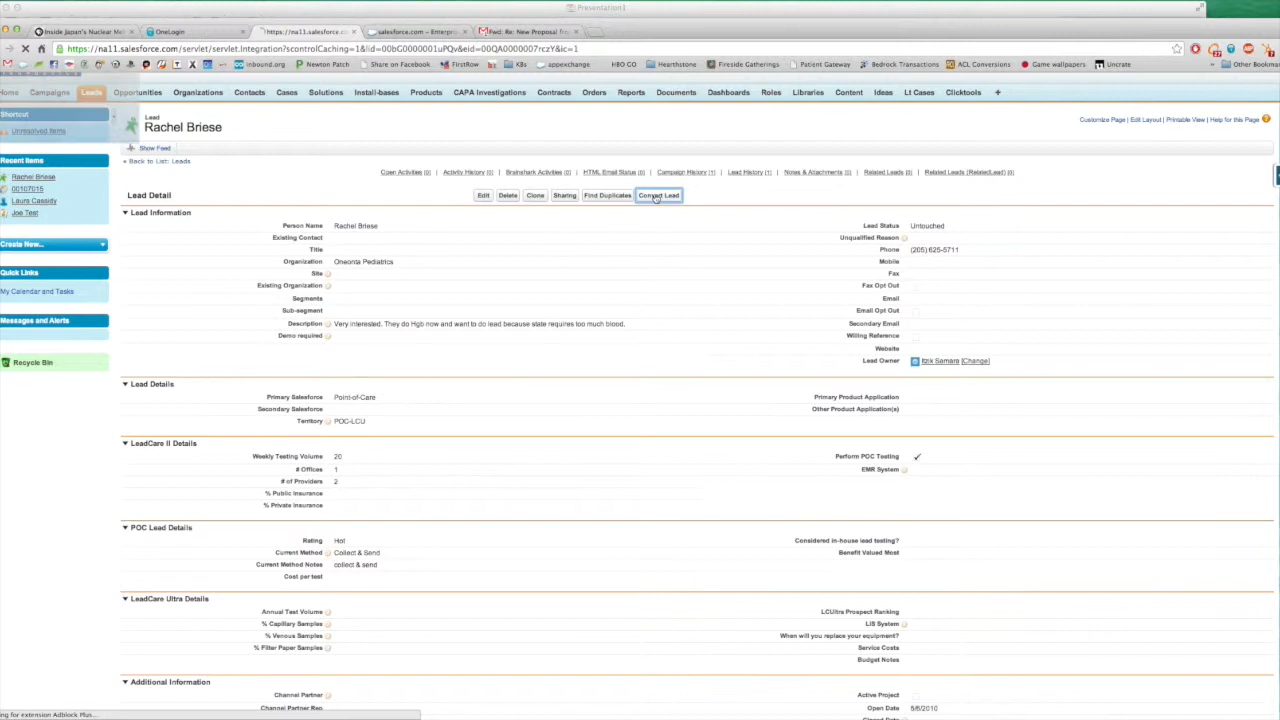 Presentation1
Inside Japan's Nuclear Mel
OneLogin
https://na11.salesforce.co
salesforce.com - Enterpris
Fwd: Re: New Proposal fro
https://na11.salesforce.com/servlet/servlet.Integration?scontrolCaching=1&lid=00bG0000001uPQv&eid=00QA0000007rczY&ic=1
inbound.org
Newton Patch
Share on Facebook
FirstRow
KBs
appexchange
HBO GO
Hearthstone
Fireside Gatherings
Patient Gateway
Bedrock Transactions
ACL Conversions
Game wallpapers
Uncrate
Other Bookmar
Home
Campaigns
Leads
Opportunities
Organizations
Contacts
Cases
Solutions
Install-bases
Products
CAPA Investigations
Contracts
Orders
Reports
Documents
Dashboards
Roles
Libraries
Content
Ideas
Lt Cases
Clicktools
+
Shortcut
Unresolved Items
Recent Items
Rachel Briese
00107015
Laura Cassidy
Joe Test
Create New...
Quick Links
My Calendar and Tasks
Messages and Alerts
Recycle Bin
Lead
Rachel Briese
Customize Page | Edit Layout | Printable View | Help for this Page
Show Feed
« Back to List: Leads
Open Activities [0] | Activity History [0] | Brainshark Activities [0] | HTML Email Status [0] | Campaign History [1] | Lead History [1] | Notes & Attachments [0] | Related Leads [0] | Related Leads (RelatedLead) [0]
Lead Detail
Edit
Delete
Clone
Sharing
Find Duplicates
Convert Lead
Lead Information
Person Name Rachel Briese
Lead Status Untouched
Existing Contact
Unqualified Reason
Title
Phone (205) 625-5711
Organization Oneonta Pediatrics
Mobile
Site
Fax
Existing Organization
Fax Opt Out
Segments
Email
Sub-segment
Email Opt Out
Description Very interested. They do Hgb now and want to do lead because state requires too much blood.
Secondary Email
Demo required
Willing Reference
Website
Lead Owner Itzik Samara [Change]
Lead Details
Primary Salesforce Point-of-Care
Primary Product Application
Secondary Salesforce
Other Product Application(s)
Territory POC-LCU
LeadCare II Details
Weekly Testing Volume 20
Perform POC Testing ✓
# Offices 1
EMR System
# of Providers 2
% Public Insurance
% Private Insurance
POC Lead Details
Rating Hot
Considered in-house lead testing?
Current Method Collect & Send
Benefit Valued Most
Current Method Notes collect & send
Cost per test
LeadCare Ultra Details
Annual Test Volume
LCUltra Prospect Ranking
% Capillary Samples
LIS System
% Venous Samples
When will you replace your equipment?
% Filter Paper Samples
Service Costs
Budget Notes
Additional Information
Channel Partner
Active Project
Channel Partner Rep
Open Date 5/6/2010
ng for extension Adblock Plus...